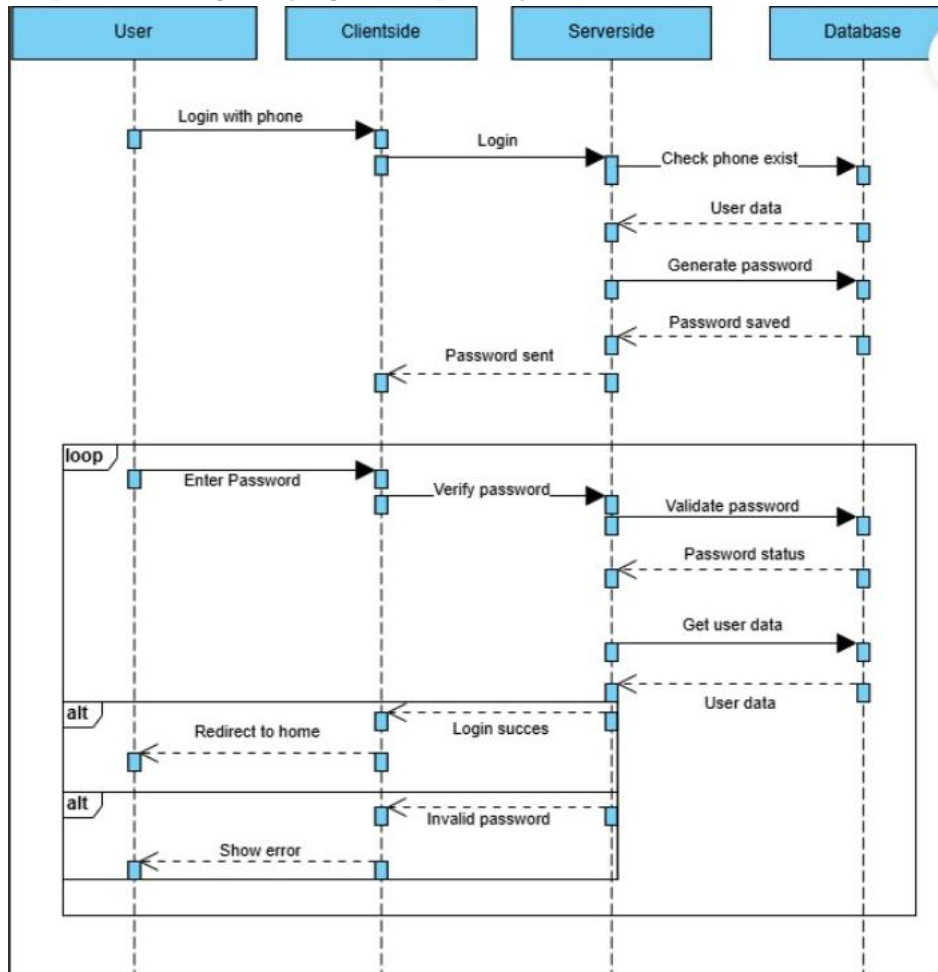 User
Clientside
Serverside
Database
Login with phone
Login
Check phone exist
User data
Generate password
Password saved
Password sent
loop
Enter Password
Verify password
Validate password
Password status
Get user data
User data
alt
Login succes
Redirect to home
alt
Invalid password
Show error